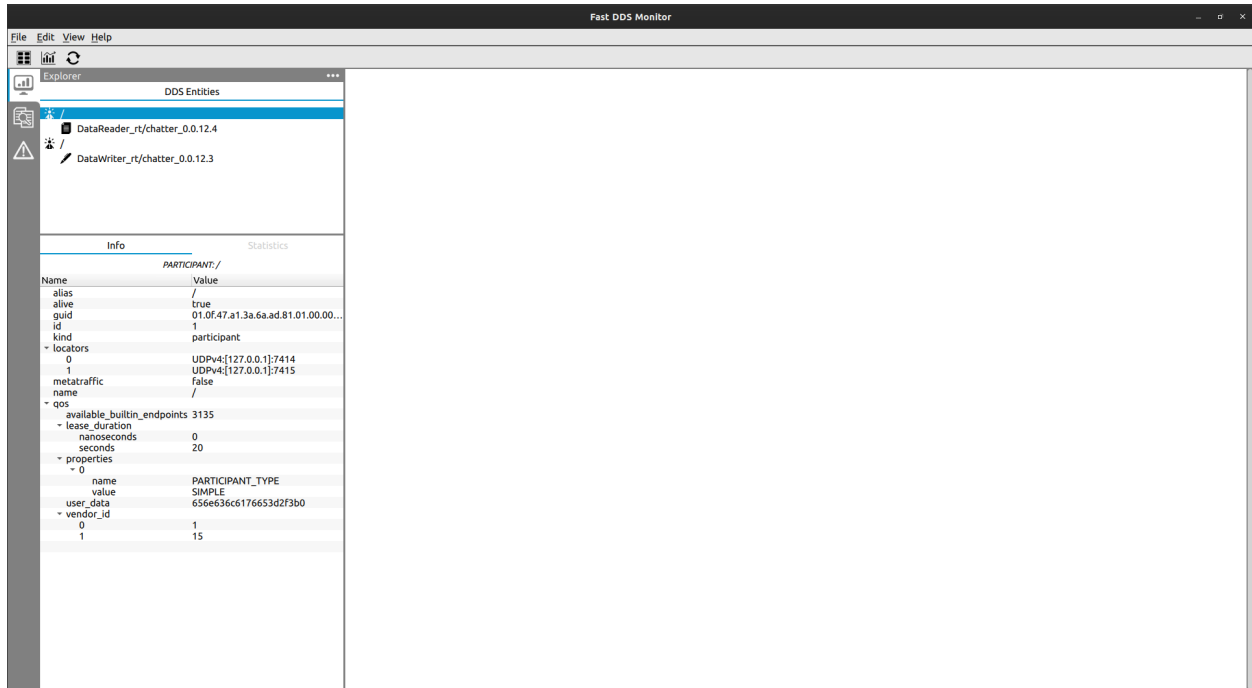 Fast DDS Monitor
File Edit View Help
Explorer
DDS Entities
/
DataReader_rt/chatter_0.0.12.4
/
DataWriter_rt/chatter_0.0.12.3
Info Statistics
PARTICIPANT: /
Name Value
alias /
alive true
guid 01.0f.47.a1.3a.6a.ad.81.01.00.00...
id 1
kind participant
locators
0 UDPv4:[127.0.0.1]:7414
1 UDPv4:[127.0.0.1]:7415
metatraffic false
name /
qos
available_builtin_endpoints 3135
lease_duration
nanoseconds 0
seconds 20
properties
0
name PARTICIPANT_TYPE
value SIMPLE
user_data 656e636c6176653d2f3b0
vendor_id
0 1
1 15